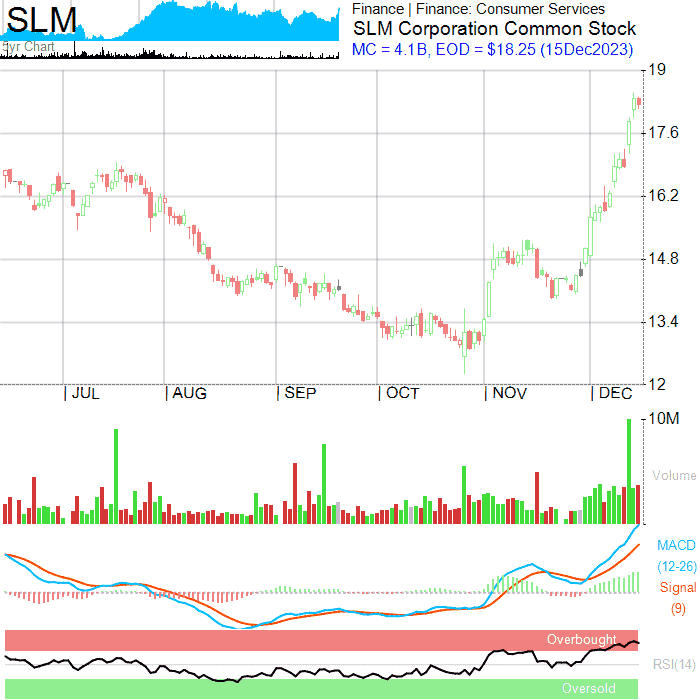 SLM
5yr Chart
Finance | Finance: Consumer Services
SLM Corporation Common Stock
MC = 4.1B, EOD = $18.25 (15Dec2023)
19
17.6
16.2
14.8
13.4
12
| JUL | AUG | SEP | OCT | NOV | DEC
10M
Volume
MACD
(12-26)
Signal
(9)
Overbought
RSI(14)
Oversold